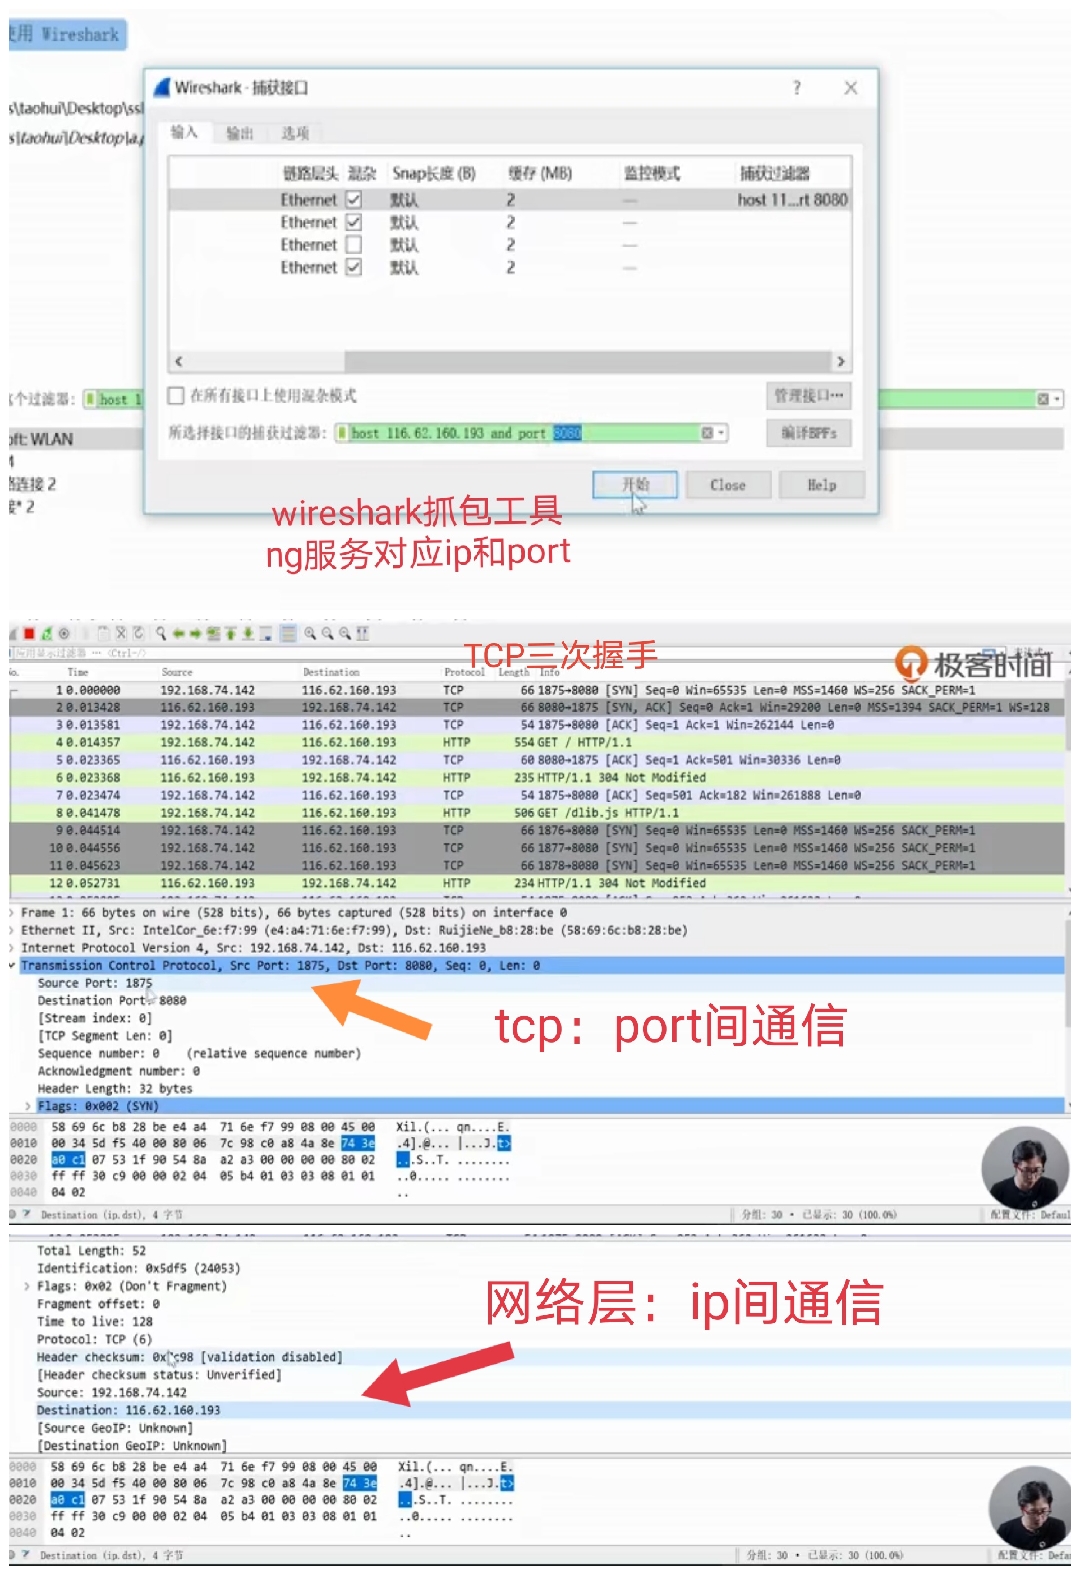 使用 Wireshark
Wireshark · 捕获接口
s\taohui\Desktop\ssl
s\taohui\Desktop\a.p
输入 输出 选项
链路层头 混杂 Snap长度 (B) 缓存 (MB) 监控模式 捕获过滤器
Ethernet 默认 2 — host 11...rt 8080
Ethernet 默认 2 —
Ethernet 默认 2 —
Ethernet 默认 2 —
在所有接口上使用混杂模式 管理接口…
个过滤器: host 1
所选择接口的捕获过滤器: host 116.62.160.193 and port 8080 编译BPFs
oft: WLAN
4
络连接 2
接* 2
开始 Close Help
wireshark抓包工具
ng服务对应ip和port
应用显示过滤器 … <Ctrl-/>
TCP三次握手
极客时间
No. Time Source Destination Protocol Length Info
1 0.000000 192.168.74.142 116.62.160.193 TCP 66 1875→8080 [SYN] Seq=0 Win=65535 Len=0 MSS=1460 WS=256 SACK_PERM=1
2 0.013428 116.62.160.193 192.168.74.142 TCP 66 8080→1875 [SYN, ACK] Seq=0 Ack=1 Win=29200 Len=0 MSS=1394 SACK_PERM=1 WS=128
3 0.013581 192.168.74.142 116.62.160.193 TCP 54 1875→8080 [ACK] Seq=1 Ack=1 Win=262144 Len=0
4 0.014357 192.168.74.142 116.62.160.193 HTTP 554 GET / HTTP/1.1
5 0.023365 116.62.160.193 192.168.74.142 TCP 60 8080→1875 [ACK] Seq=1 Ack=501 Win=30336 Len=0
6 0.023368 116.62.160.193 192.168.74.142 HTTP 235 HTTP/1.1 304 Not Modified
7 0.023474 192.168.74.142 116.62.160.193 TCP 54 1875→8080 [ACK] Seq=501 Ack=182 Win=261888 Len=0
8 0.041478 192.168.74.142 116.62.160.193 HTTP 506 GET /dlib.js HTTP/1.1
9 0.044514 192.168.74.142 116.62.160.193 TCP 66 1876→8080 [SYN] Seq=0 Win=65535 Len=0 MSS=1460 WS=256 SACK_PERM=1
10 0.044556 192.168.74.142 116.62.160.193 TCP 66 1877→8080 [SYN] Seq=0 Win=65535 Len=0 MSS=1460 WS=256 SACK_PERM=1
11 0.045623 192.168.74.142 116.62.160.193 TCP 66 1878→8080 [SYN] Seq=0 Win=65535 Len=0 MSS=1460 WS=256 SACK_PERM=1
12 0.052731 116.62.160.193 192.168.74.142 HTTP 234 HTTP/1.1 304 Not Modified
Frame 1: 66 bytes on wire (528 bits), 66 bytes captured (528 bits) on interface 0
Ethernet II, Src: IntelCor_6e:f7:99 (e4:a4:71:6e:f7:99), Dst: RuijieNe_b8:28:be (58:69:6c:b8:28:be)
Internet Protocol Version 4, Src: 192.168.74.142, Dst: 116.62.160.193
Transmission Control Protocol, Src Port: 1875, Dst Port: 8080, Seq: 0, Len: 0
Source Port: 1875
Destination Port: 8080
[Stream index: 0]
[TCP Segment Len: 0]
Sequence number: 0 (relative sequence number)
Acknowledgment number: 0
Header Length: 32 bytes
Flags: 0x002 (SYN)
tcp：port间通信
0000 58 69 6c b8 28 be e4 a4 71 6e f7 99 08 00 45 00 Xil.(... qn....E.
0010 00 34 5d f5 40 00 80 06 7c 98 c0 a8 4a 8e 74 3e .4].@... |...J.t>
0020 a0 c1 07 53 1f 90 54 8a a2 a3 00 00 00 00 80 02 ...S..T. ........
0030 ff ff 30 c9 00 00 02 04 05 b4 01 03 03 08 01 01 ..0..... ........
0040 04 02 ..
Destination (ip.dst), 4 字节 分组: 30 · 已显示: 30 (100.0%) 配置文件: Defaul
Total Length: 52
Identification: 0x5df5 (24053)
Flags: 0x02 (Don't Fragment)
Fragment offset: 0
Time to live: 128
Protocol: TCP (6)
Header checksum: 0x7c98 [validation disabled]
[Header checksum status: Unverified]
Source: 192.168.74.142
Destination: 116.62.160.193
[Source GeoIP: Unknown]
[Destination GeoIP: Unknown]
网络层：ip间通信
0000 58 69 6c b8 28 be e4 a4 71 6e f7 99 08 00 45 00 Xil.(... qn....E.
0010 00 34 5d f5 40 00 80 06 7c 98 c0 a8 4a 8e 74 3e .4].@... |...J.t>
0020 a0 c1 07 53 1f 90 54 8a a2 a3 00 00 00 00 80 02 ...S..T. ........
0030 ff ff 30 c9 00 00 02 04 05 b4 01 03 03 08 01 01 ..0..... ........
0040 04 02 ..
Destination (ip.dst), 4 字节 分组: 30 · 已显示: 30 (100.0%) 配置文件: Defa